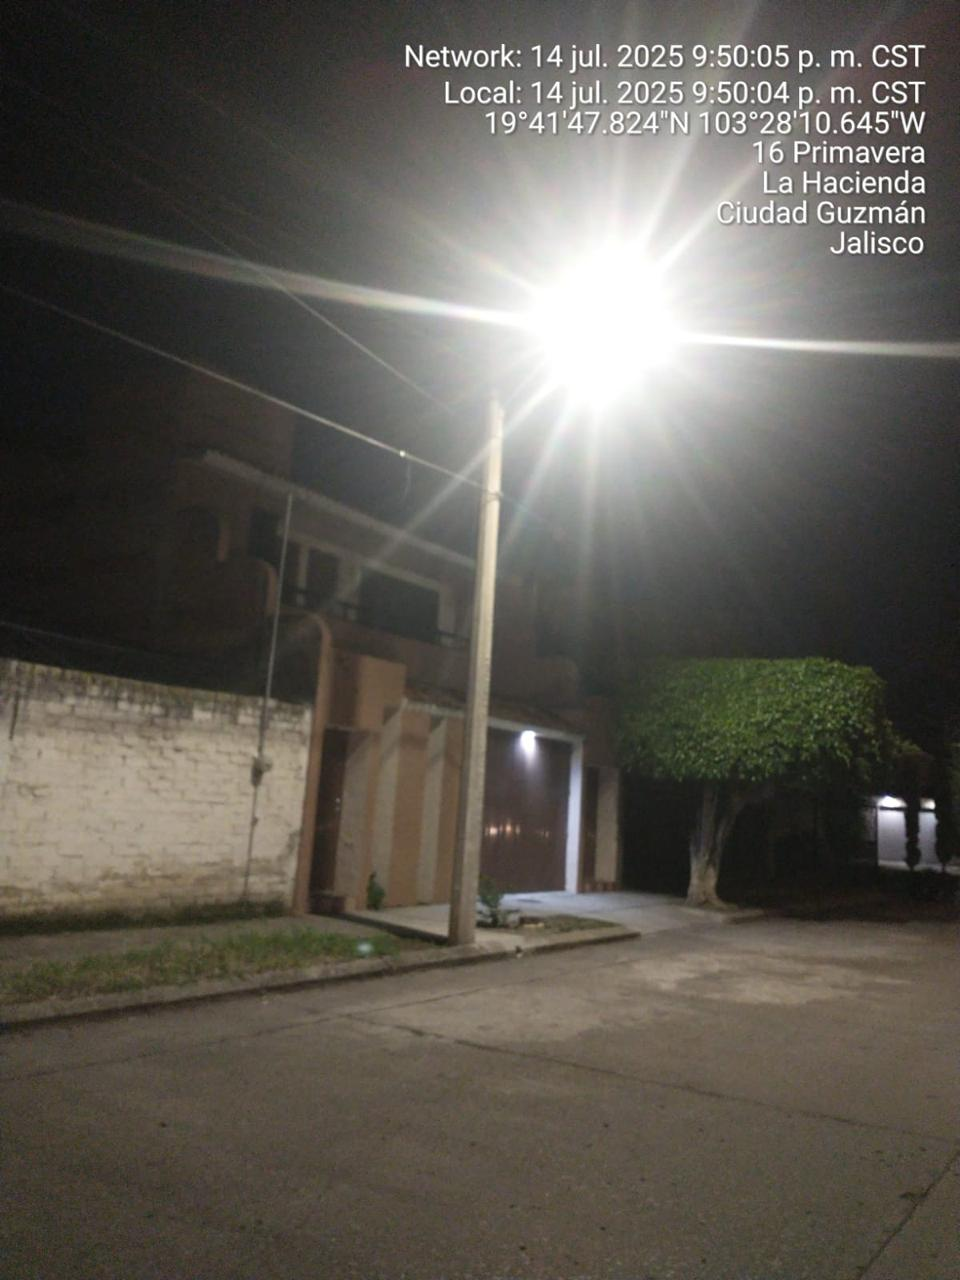 Network: 14 jul. 2025 9:50:05 p. m. CST
Local: 14 jul. 2025 9:50:04 p. m. CST
19°41'47.824"N 103°28'10.645"W
16 Primavera
La Hacienda
Ciudad Guzmán
Jalisco